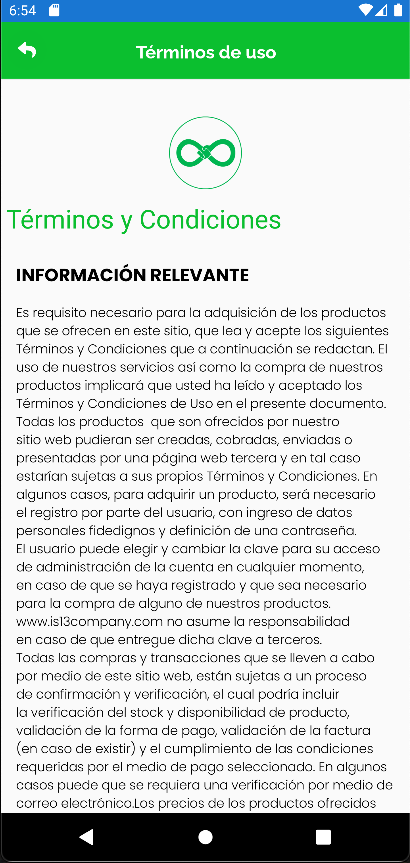 6:54
Términos de uso
Términos y Condiciones
INFORMACIÓN RELEVANTE
Es requisito necesario para la adquisición de los productos
que se ofrecen en este sitio, que lea y acepte los siguientes
Términos y Condiciones que a continuación se redactan. El
uso de nuestros servicios así como la compra de nuestros
productos implicará que usted ha leído y aceptado los
Términos y Condiciones de Uso en el presente documento.
Todas los productos  que son ofrecidos por nuestro
sitio web pudieran ser creadas, cobradas, enviadas o
presentadas por una página web tercera y en tal caso
estarían sujetas a sus propios Términos y Condiciones. En
algunos casos, para adquirir un producto, será necesario
el registro por parte del usuario, con ingreso de datos
personales fidedignos y definición de una contraseña.
El usuario puede elegir y cambiar la clave para su acceso
de administración de la cuenta en cualquier momento,
en caso de que se haya registrado y que sea necesario
para la compra de alguno de nuestros productos.
www.is13company.com no asume la responsabilidad
en caso de que entregue dicha clave a terceros.
Todas las compras y transacciones que se lleven a cabo
por medio de este sitio web, están sujetas a un proceso
de confirmación y verificación, el cual podría incluir
la verificación del stock y disponibilidad de producto,
validación de la forma de pago, validación de la factura
(en caso de existir) y el cumplimiento de las condiciones
requeridas por el medio de pago seleccionado. En algunos
casos puede que se requiera una verificación por medio de
correo electrónico.Los precios de los productos ofrecidos